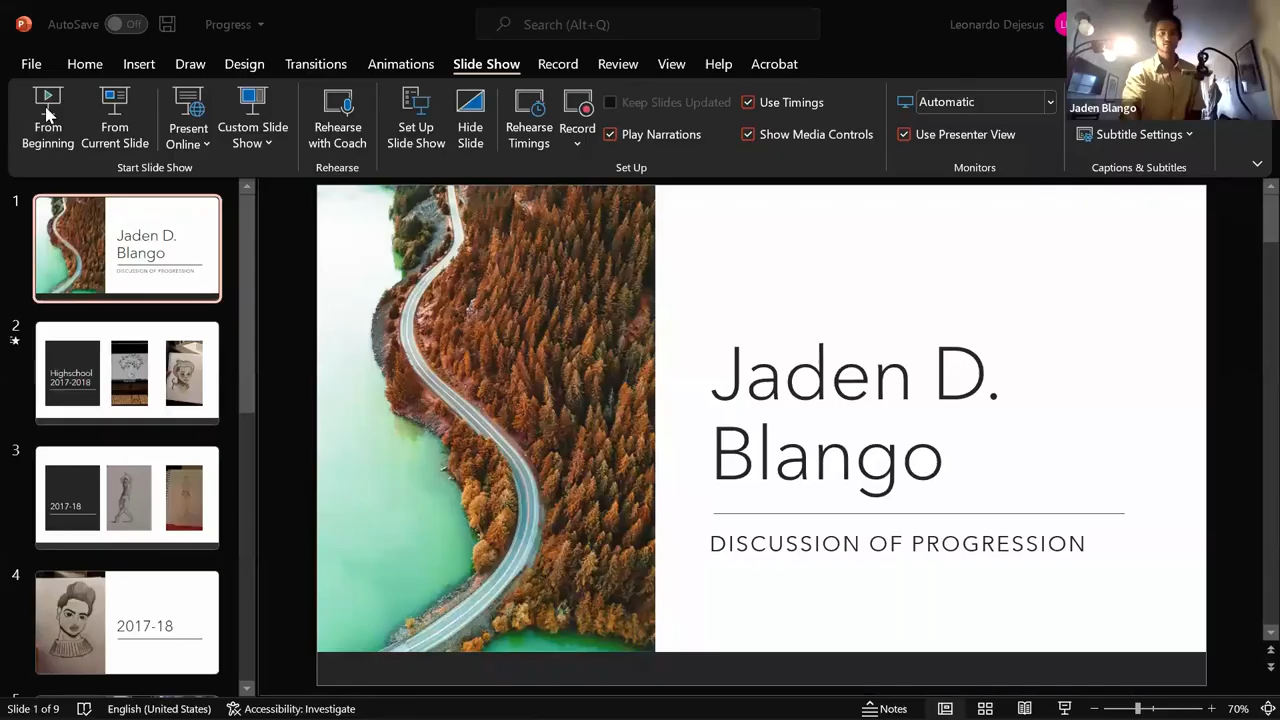 AutoSave Off Progress Search (Alt+Q) Leonardo Dejesus
Jaden Blango
File Home Insert Draw Design Transitions Animations Slide Show Record Review View Help Acrobat
From Beginning
From Current Slide
Present Online
Custom Slide Show
Start Slide Show
Rehearse with Coach
Rehearse
Set Up Slide Show
Hide Slide
Rehearse Timings
Record
Keep Slides Updated
Play Narrations
Use Timings
Show Media Controls
Set Up
Automatic
Use Presenter View
Monitors
Subtitle Settings
Captions & Subtitles
1
Jaden D.
Blango
DISCUSSION OF PROGRESSION
2
Highschool
2017-2018
3
2017-18
4
2017-18
Jaden D.
Blango
DISCUSSION OF PROGRESSION
Slide 1 of 9 English (United States) Accessibility: Investigate Notes 70%